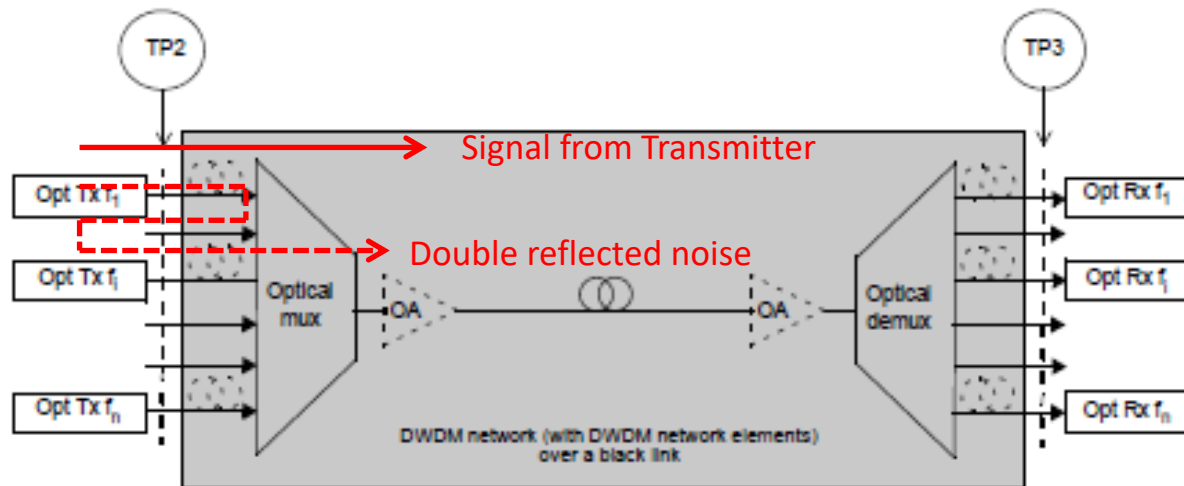 TP2
TP3
Signal from Transmitter
Opt Tx f1
Opt Rx f1
Double reflected noise
Opt Tx fi
Opt Rx fi
Optical
mux
OA
OA
Optical
demux
Opt Tx fn
Opt Rx fn
DWDM network (with DWDM network elements)
over a black link